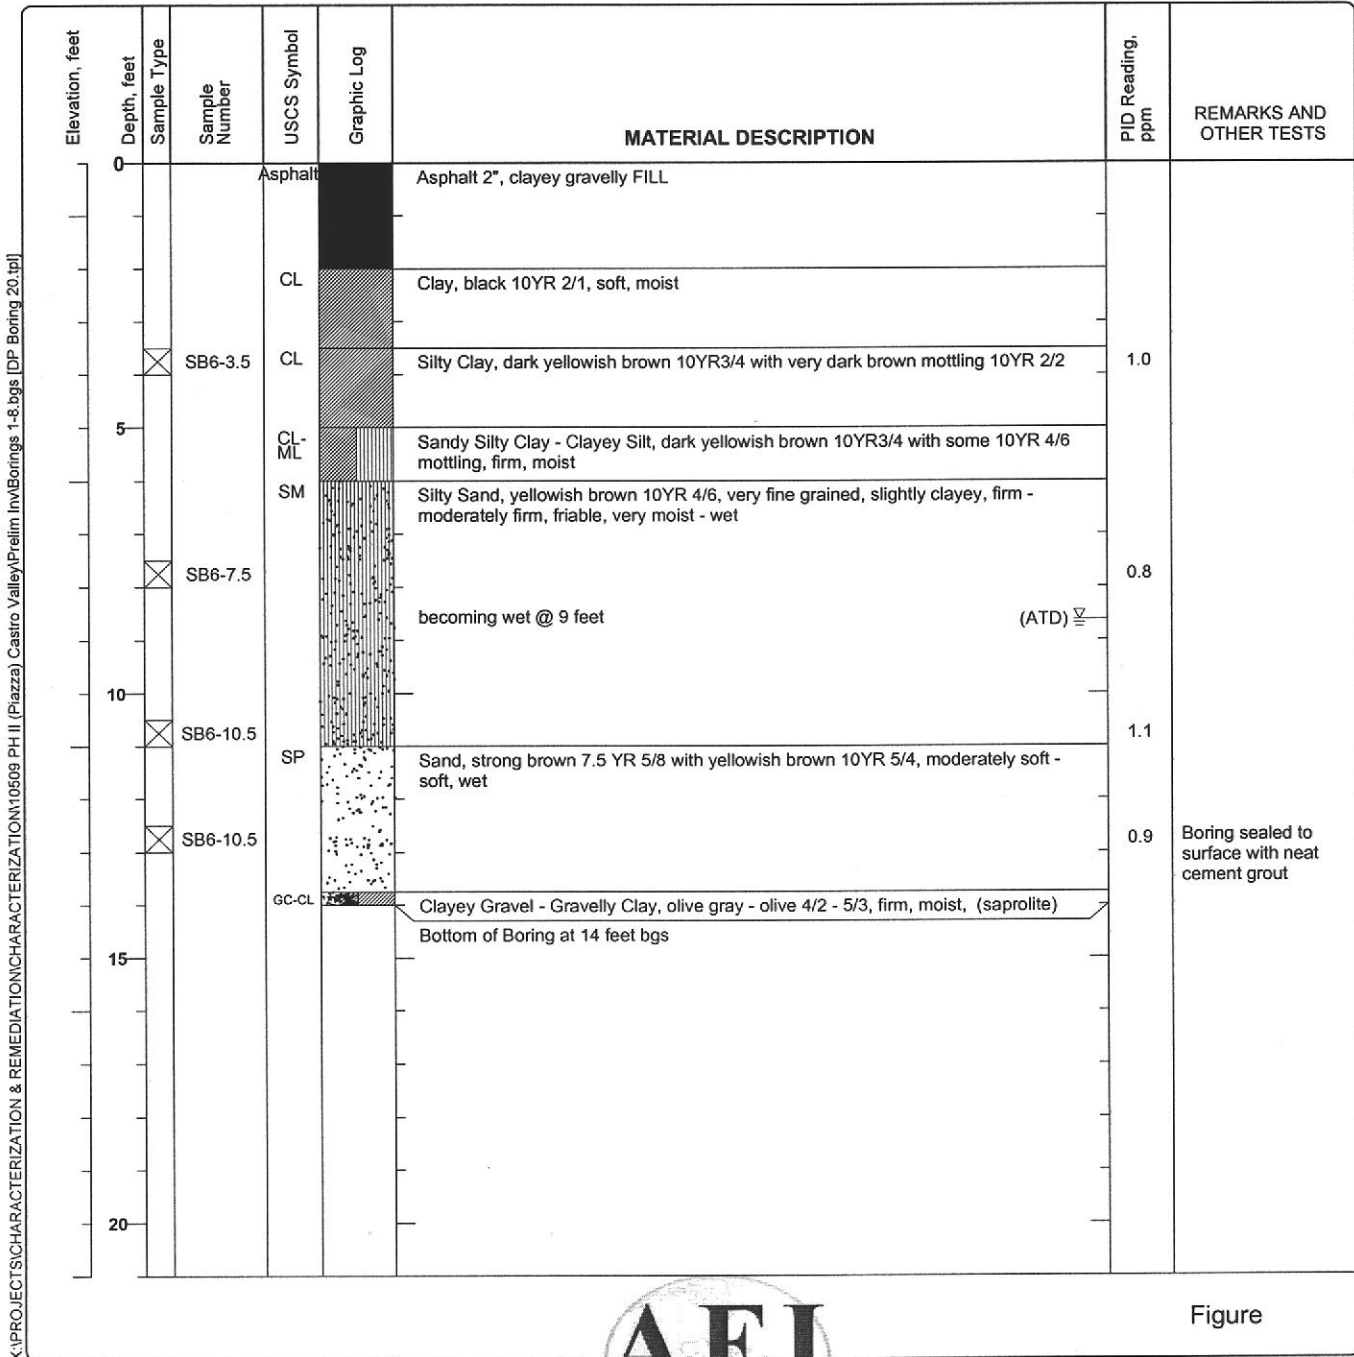 Elevation, feet
Depth, feet
Sample Type
Sample
Number
USCS Symbol
Graphic Log
MATERIAL DESCRIPTION
PID Reading,
ppm
REMARKS AND
OTHER TESTS
0
Asphalt
Asphalt 2", clayey gravelly FILL
CL
Clay, black 10YR 2/1, soft, moist
SB6-3.5
CL
Silty Clay, dark yellowish brown 10YR3/4 with very dark brown mottling 10YR 2/2
1.0
5
CL-
ML
Sandy Silty Clay - Clayey Silt, dark yellowish brown 10YR3/4 with some 10YR 4/6
mottling, firm, moist
SM
Silty Sand, yellowish brown 10YR 4/6, very fine grained, slightly clayey, firm -
moderately firm, friable, very moist - wet
SB6-7.5
0.8
becoming wet @ 9 feet
(ATD)
10
SB6-10.5
1.1
SP
Sand, strong brown 7.5 YR 5/8 with yellowish brown 10YR 5/4, moderately soft -
soft, wet
SB6-10.5
0.9
Boring sealed to
surface with neat
cement grout
GC-CL
Clayey Gravel - Gravelly Clay, olive gray - olive 4/2 - 5/3, firm, moist, (saprolite)
Bottom of Boring at 14 feet bgs
15
20
X:\PROJECTS\CHARACTERIZATION & REMEDIATION\CHARACTERIZATION\10509 PH II (Piazza) Castro Valley\Prelim Inv\Borings 1-8.bgs [DP Boring 20.tpl]
AEI
Figure